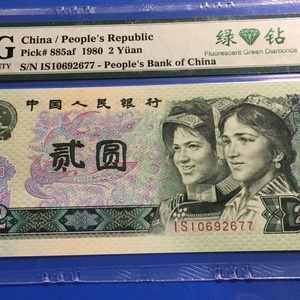 G China / People's Republic
Pick# 885af 1980 2 Yüan
S/N IS10692677 - People's Bank of China
绿 钻
Fluorescent Green Diamonds
中国人民银行
贰圆
IS10692677
2